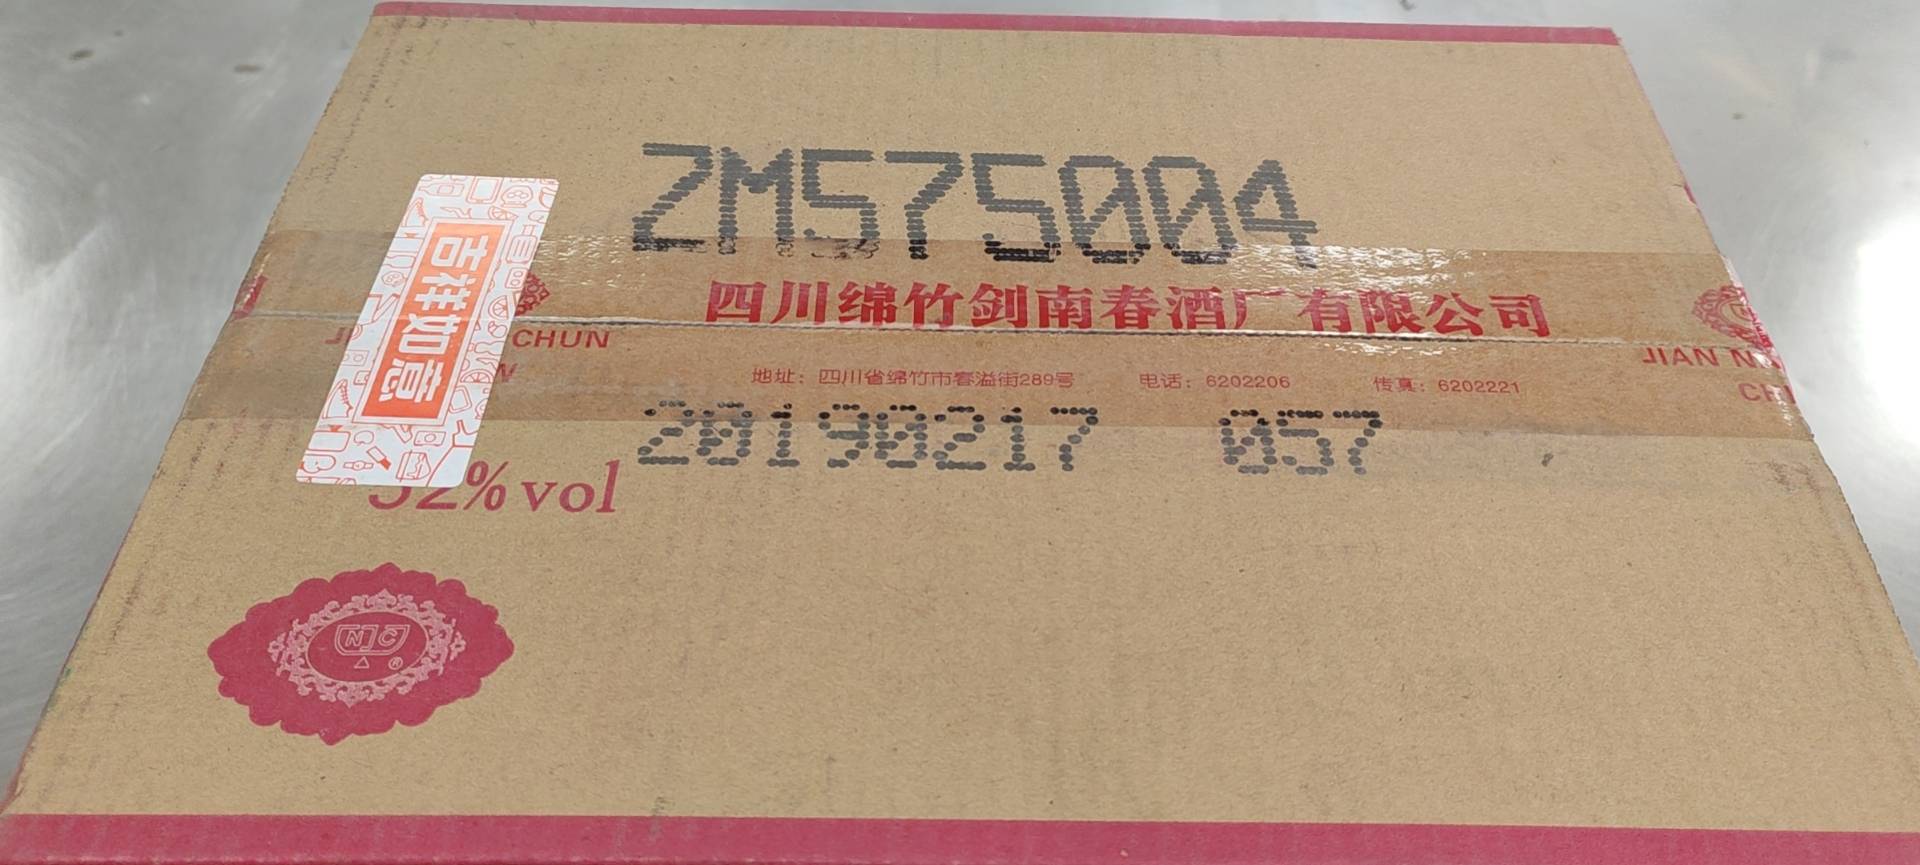 ZM575004
吉祥如意
四川绵竹剑南春酒厂有限公司
CHUN
JIAN
地址：四川省绵竹市春溢街289号 电话：6202206 传真：6202221
20190217 057
52%vol
NJC
®